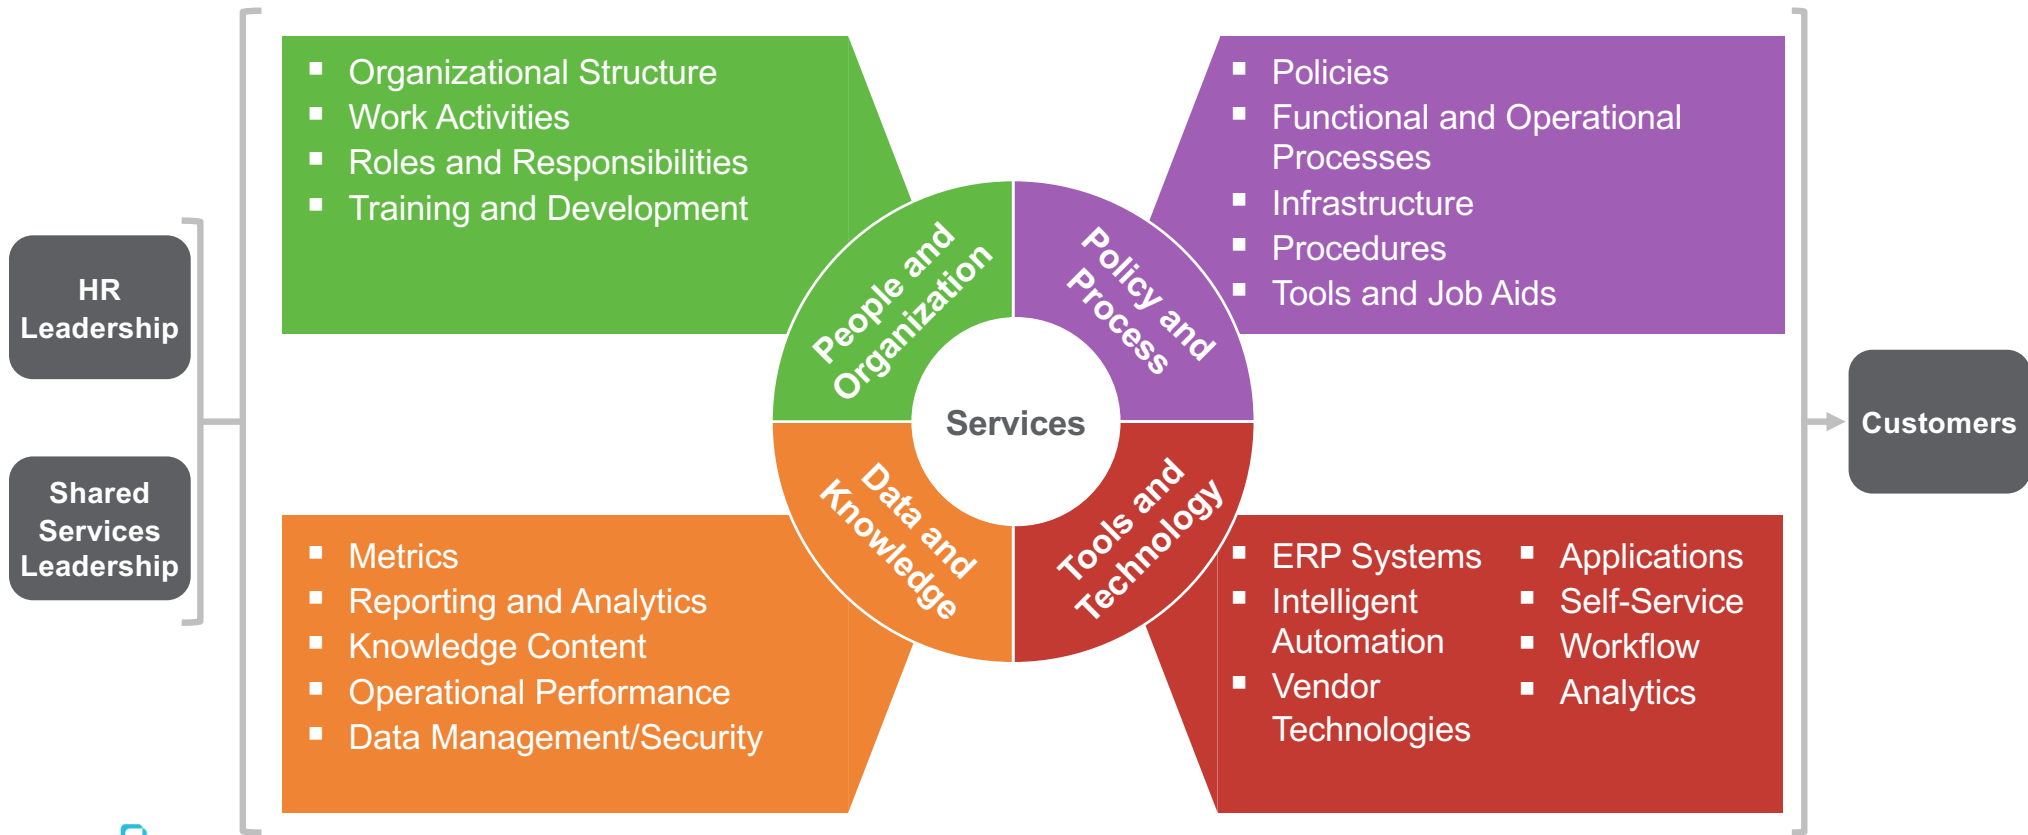 HR
Leadership
Shared
Services
Leadership
Organizational Structure
Work Activities
Roles and Responsibilities
Training and Development
Policies
Functional and Operational
Processes
Infrastructure
Procedures
Tools and Job Aids
People and
Organization
Policy and
Process
Services
Data and
Knowledge
Tools and
Technology
Metrics
Reporting and Analytics
Knowledge Content
Operational Performance
Data Management/Security
ERP Systems
Intelligent
Automation
Vendor
Technologies
Applications
Self-Service
Workflow
Analytics
Customers